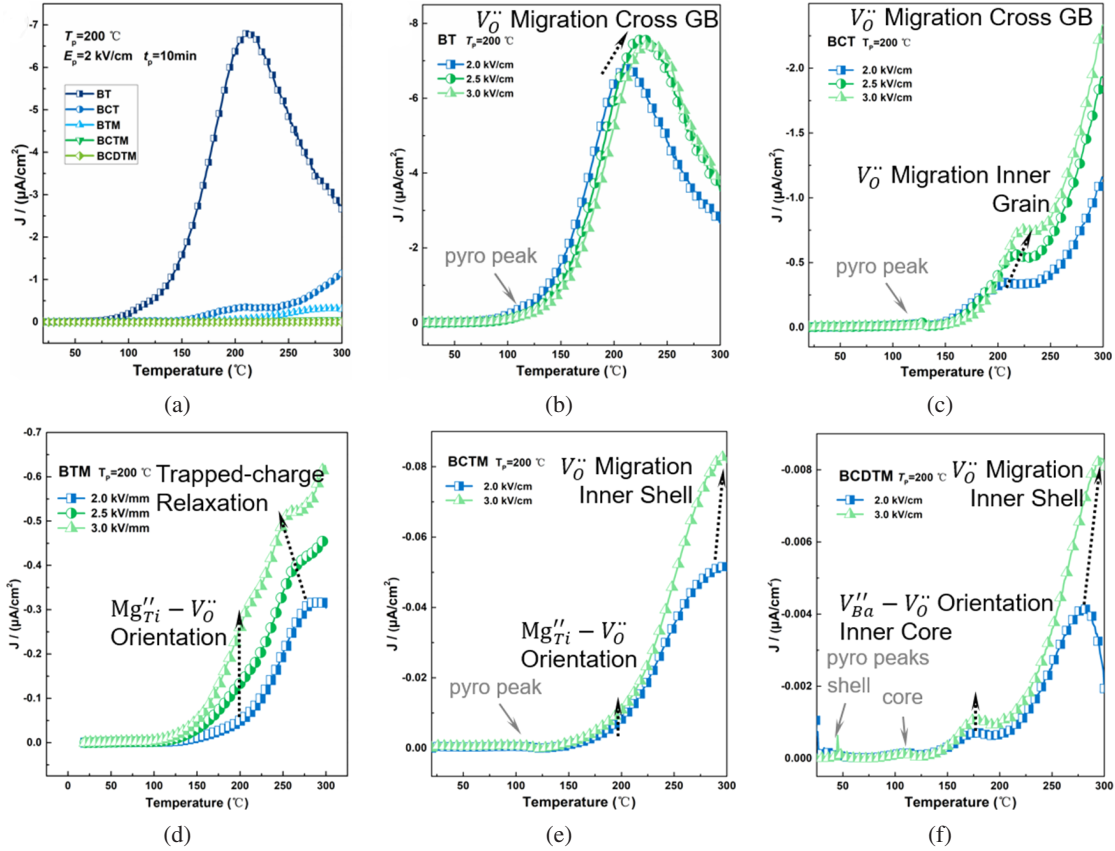 Tp=200 ℃
Ep=2 kV/cm tp=10min
BT
BCT
BTM
BCTM
BCDTM
-7
-6
-5
-4
-3
-2
-1
0
J / (μA/cm²)
50 100 150 200 250 300
Temperature(℃)
(a)
V_O^¨ Migration Cross GB
BT Tp=200 ℃
2.0 kV/cm
2.5 kV/cm
3.0 kV/cm
pyro peak
-8
-6
-4
-2
0
J / (μA/cm²)
50 100 150 200 250 300
Temperature(℃)
(b)
V_O^¨ Migration Cross GB
BCT Tp=200 ℃
2.0 kV/cm
2.5 kV/cm
3.0 kV/cm
V_O^¨ Migration Inner
Grain
pyro peak
-2.0
-1.5
-1.0
-0.5
0.0
J / (μA/cm²)
50 100 150 200 250 300
Temperature(℃)
(c)
BTM Tp=200 ℃
2.0 kV/mm
2.5 kV/mm
3.0 kV/mm
Trapped-charge
Relaxation
Mg''_Ti − V_O^¨
Orientation
-0.7
-0.6
-0.5
-0.4
-0.3
-0.2
-0.1
0.0
J / (μA/cm²)
0 50 100 150 200 250 300
Temperature(℃)
(d)
BCTM Tp=200 ℃
2.0 kV/cm
3.0 kV/cm
V_O^¨ Migration
Inner Shell
Mg''_Ti − V_O^¨
Orientation
pyro peak
-0.08
-0.06
-0.04
-0.02
0.00
J / (μA/cm²)
50 100 150 200 250 300
Temperature(℃)
(e)
BCDTM Tp=200 ℃
2.0 kV/cm
3.0 kV/cm
V_O^¨ Migration
Inner Shell
V''_Ba − V_O^¨ Orientation
Inner Core
pyro peaks
shell
core
-0.008
-0.006
-0.004
-0.002
0.000
J / (μA/cm²)
50 100 150 200 250 300
Temperature(℃)
(f)